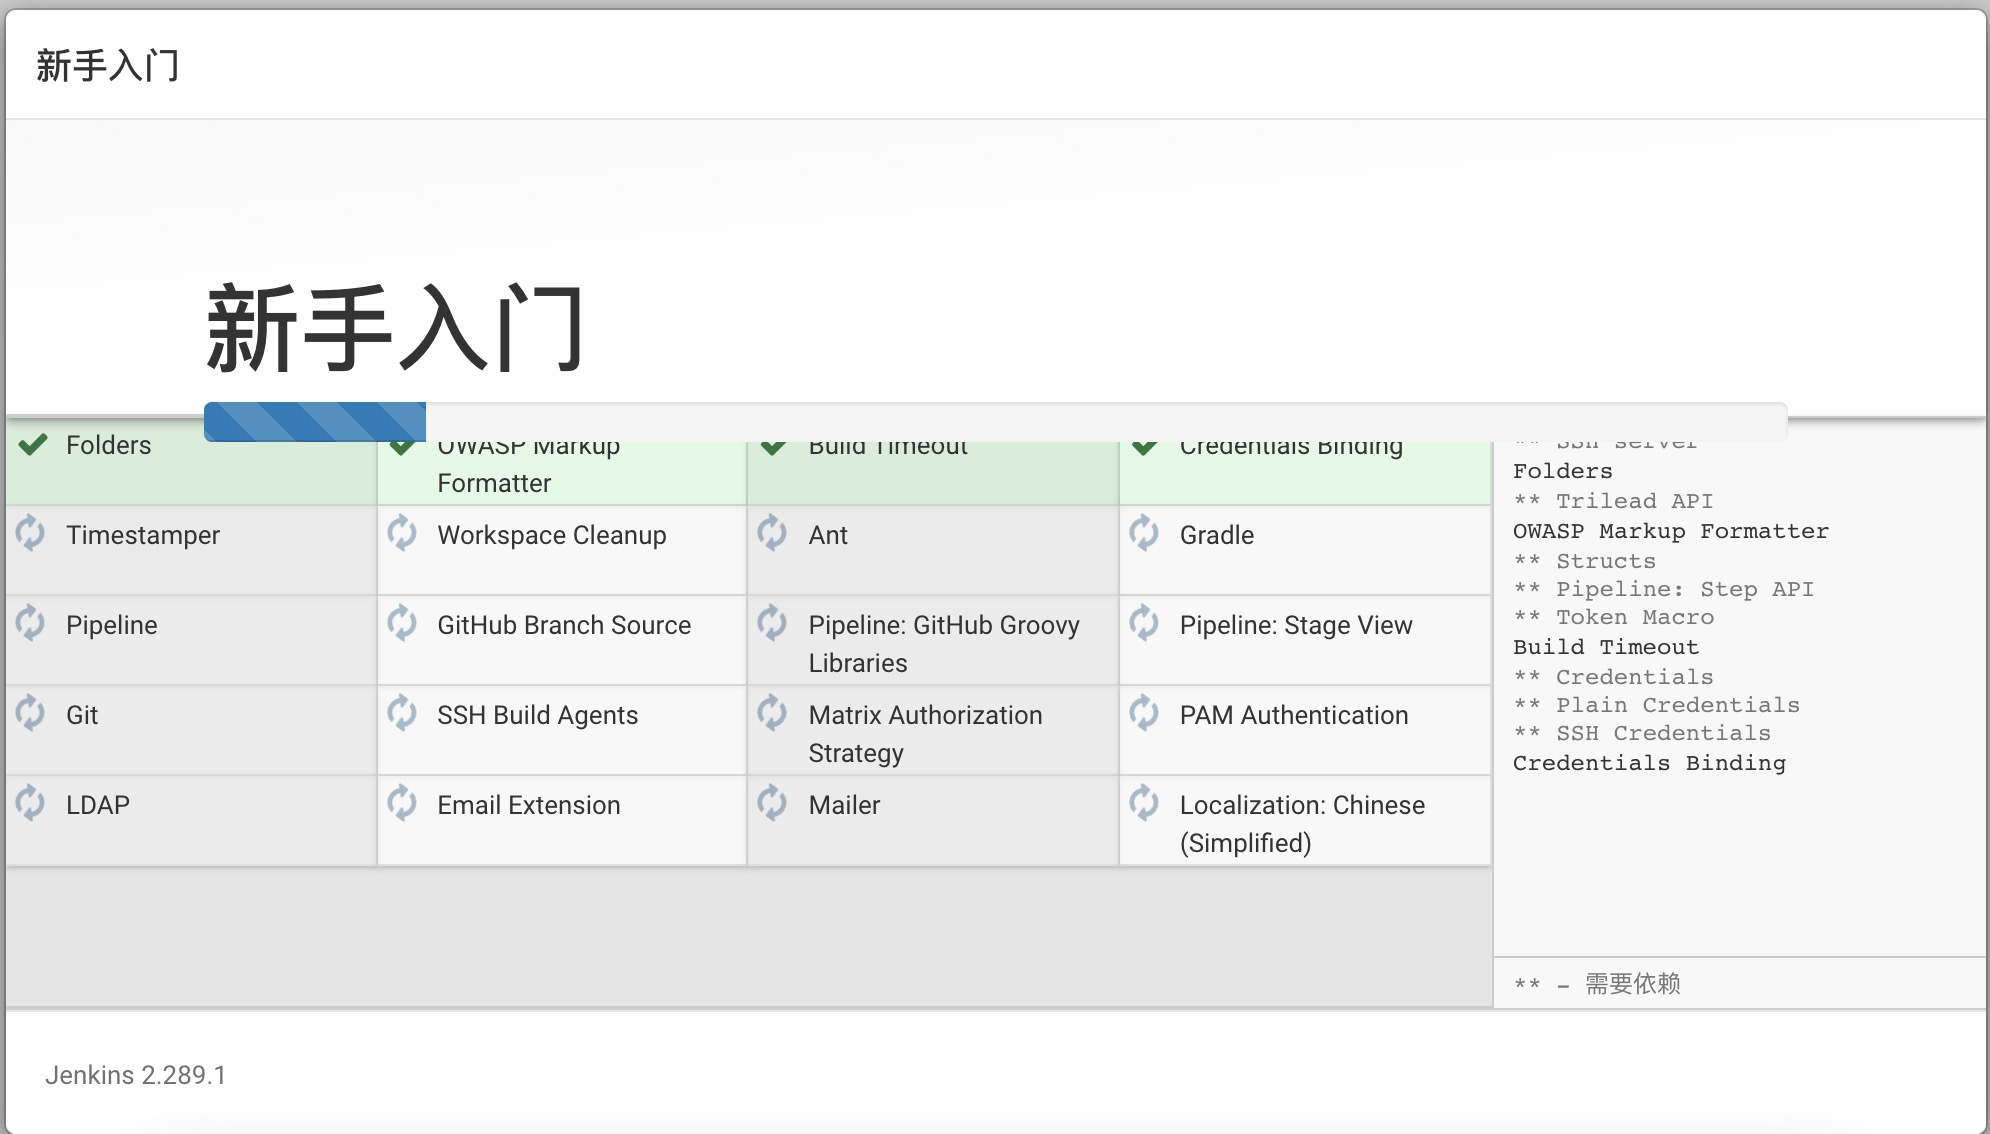 新手入门
新手入门
Folders
OWASP Markup
Formatter
Build Timeout
Credentials Binding
Timestamper
Workspace Cleanup
Ant
Gradle
Pipeline
GitHub Branch Source
Pipeline: GitHub Groovy
Libraries
Pipeline: Stage View
Git
SSH Build Agents
Matrix Authorization
Strategy
PAM Authentication
LDAP
Email Extension
Mailer
Localization: Chinese
(Simplified)
** SSH server
Folders
** Trilead API
OWASP Markup Formatter
** Structs
** Pipeline: Step API
** Token Macro
Build Timeout
** Credentials
** Plain Credentials
** SSH Credentials
Credentials Binding
** – 需要依赖
Jenkins 2.289.1